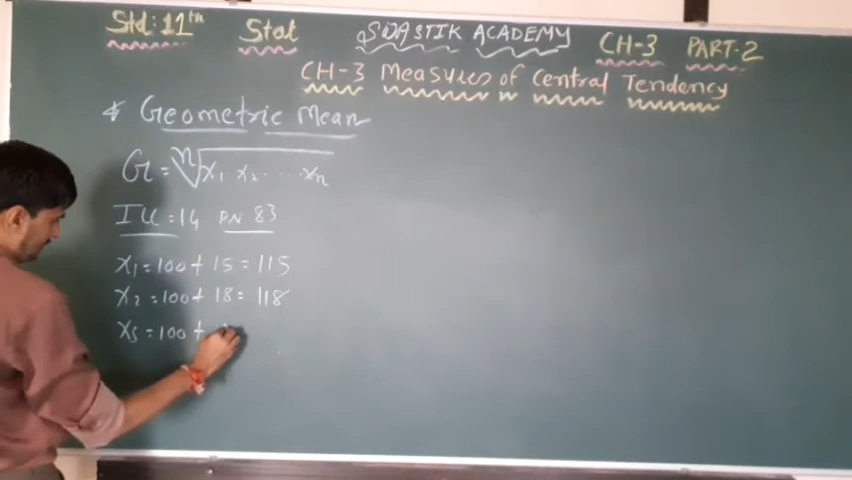 Std: 11th Stat SWASTIK ACADEMY CH-3 PART-2
CH-3 Measures of Central Tendency
* Geometric Mean
G = n√x₁ x₂ ... xₙ
Ill = 14 PN 83
x₁ = 100 + 15 = 115
x₂ = 100 + 18 = 118
x₃ = 100 +